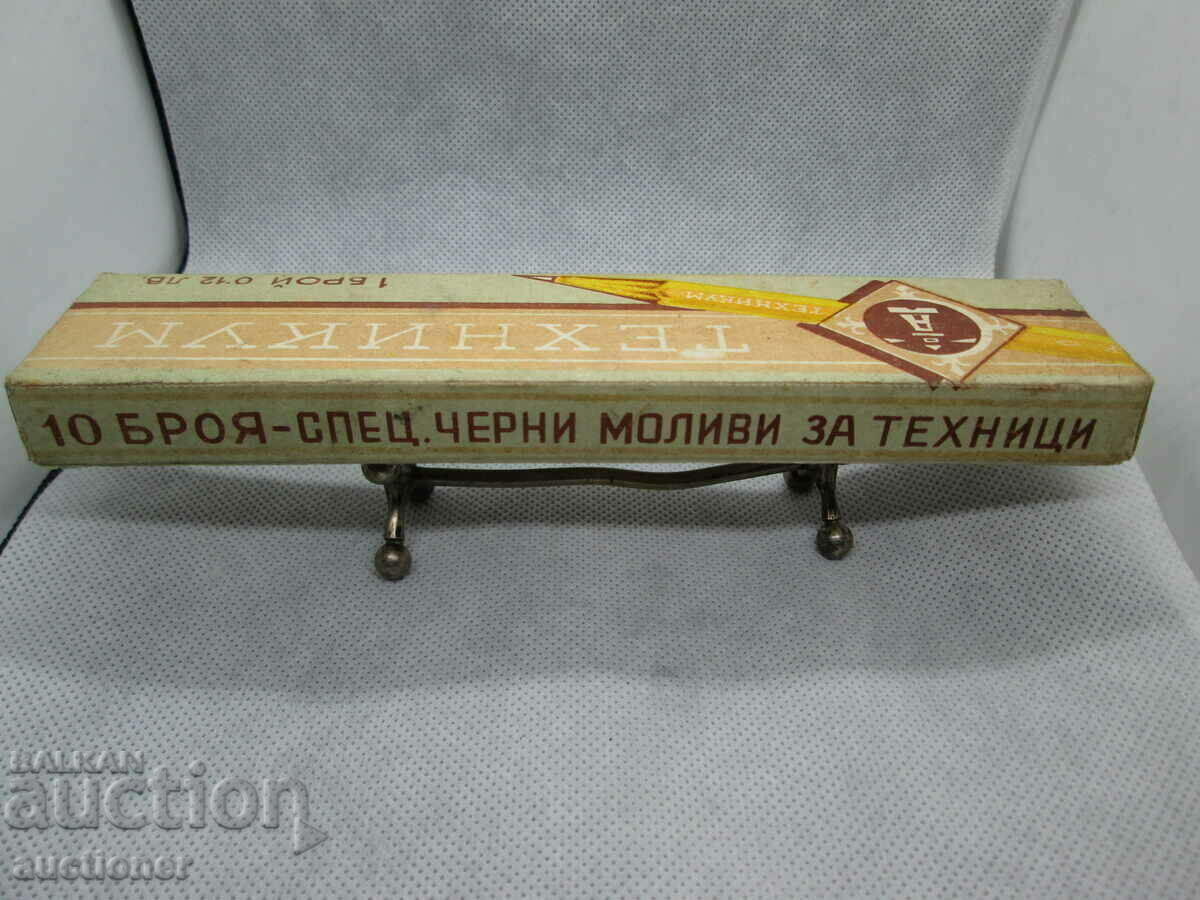 1 БРОЙ 0'12 ЛВ.
ТЕХНИКУМ
ТЕХНИКУМ
10 БРОЯ - СПЕЦ. ЧЕРНИ МОЛИВИ ЗА ТЕХНИЦИ
BALKAN
auction
auctioner